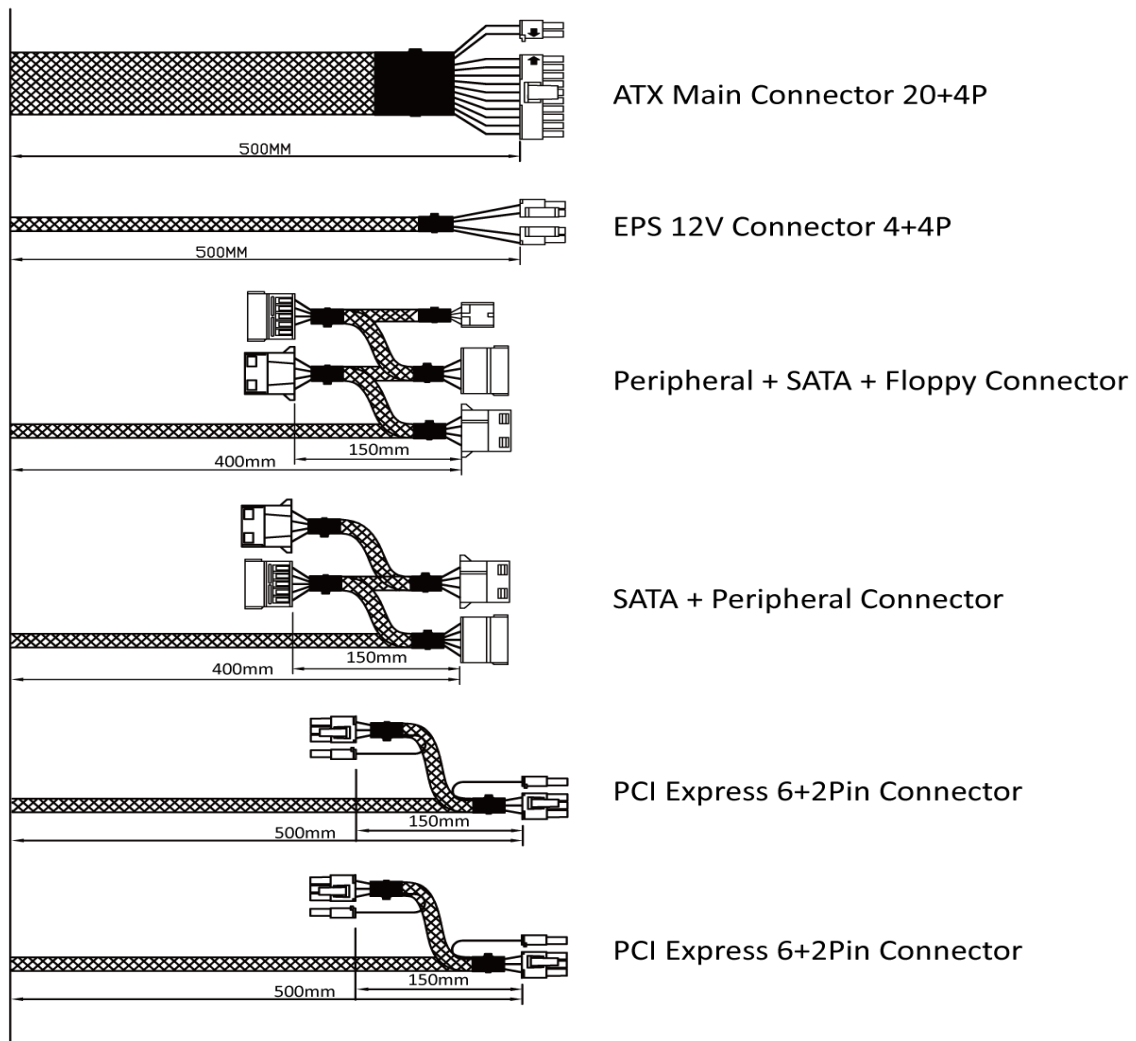 ATX Main Connector 20+4P
500MM
EPS 12V Connector 4+4P
500MM
Peripheral + SATA + Floppy Connector
150mm
400mm
SATA + Peripheral Connector
150mm
400mm
PCI Express 6+2Pin Connector
150mm
500mm
PCI Express 6+2Pin Connector
150mm
500mm